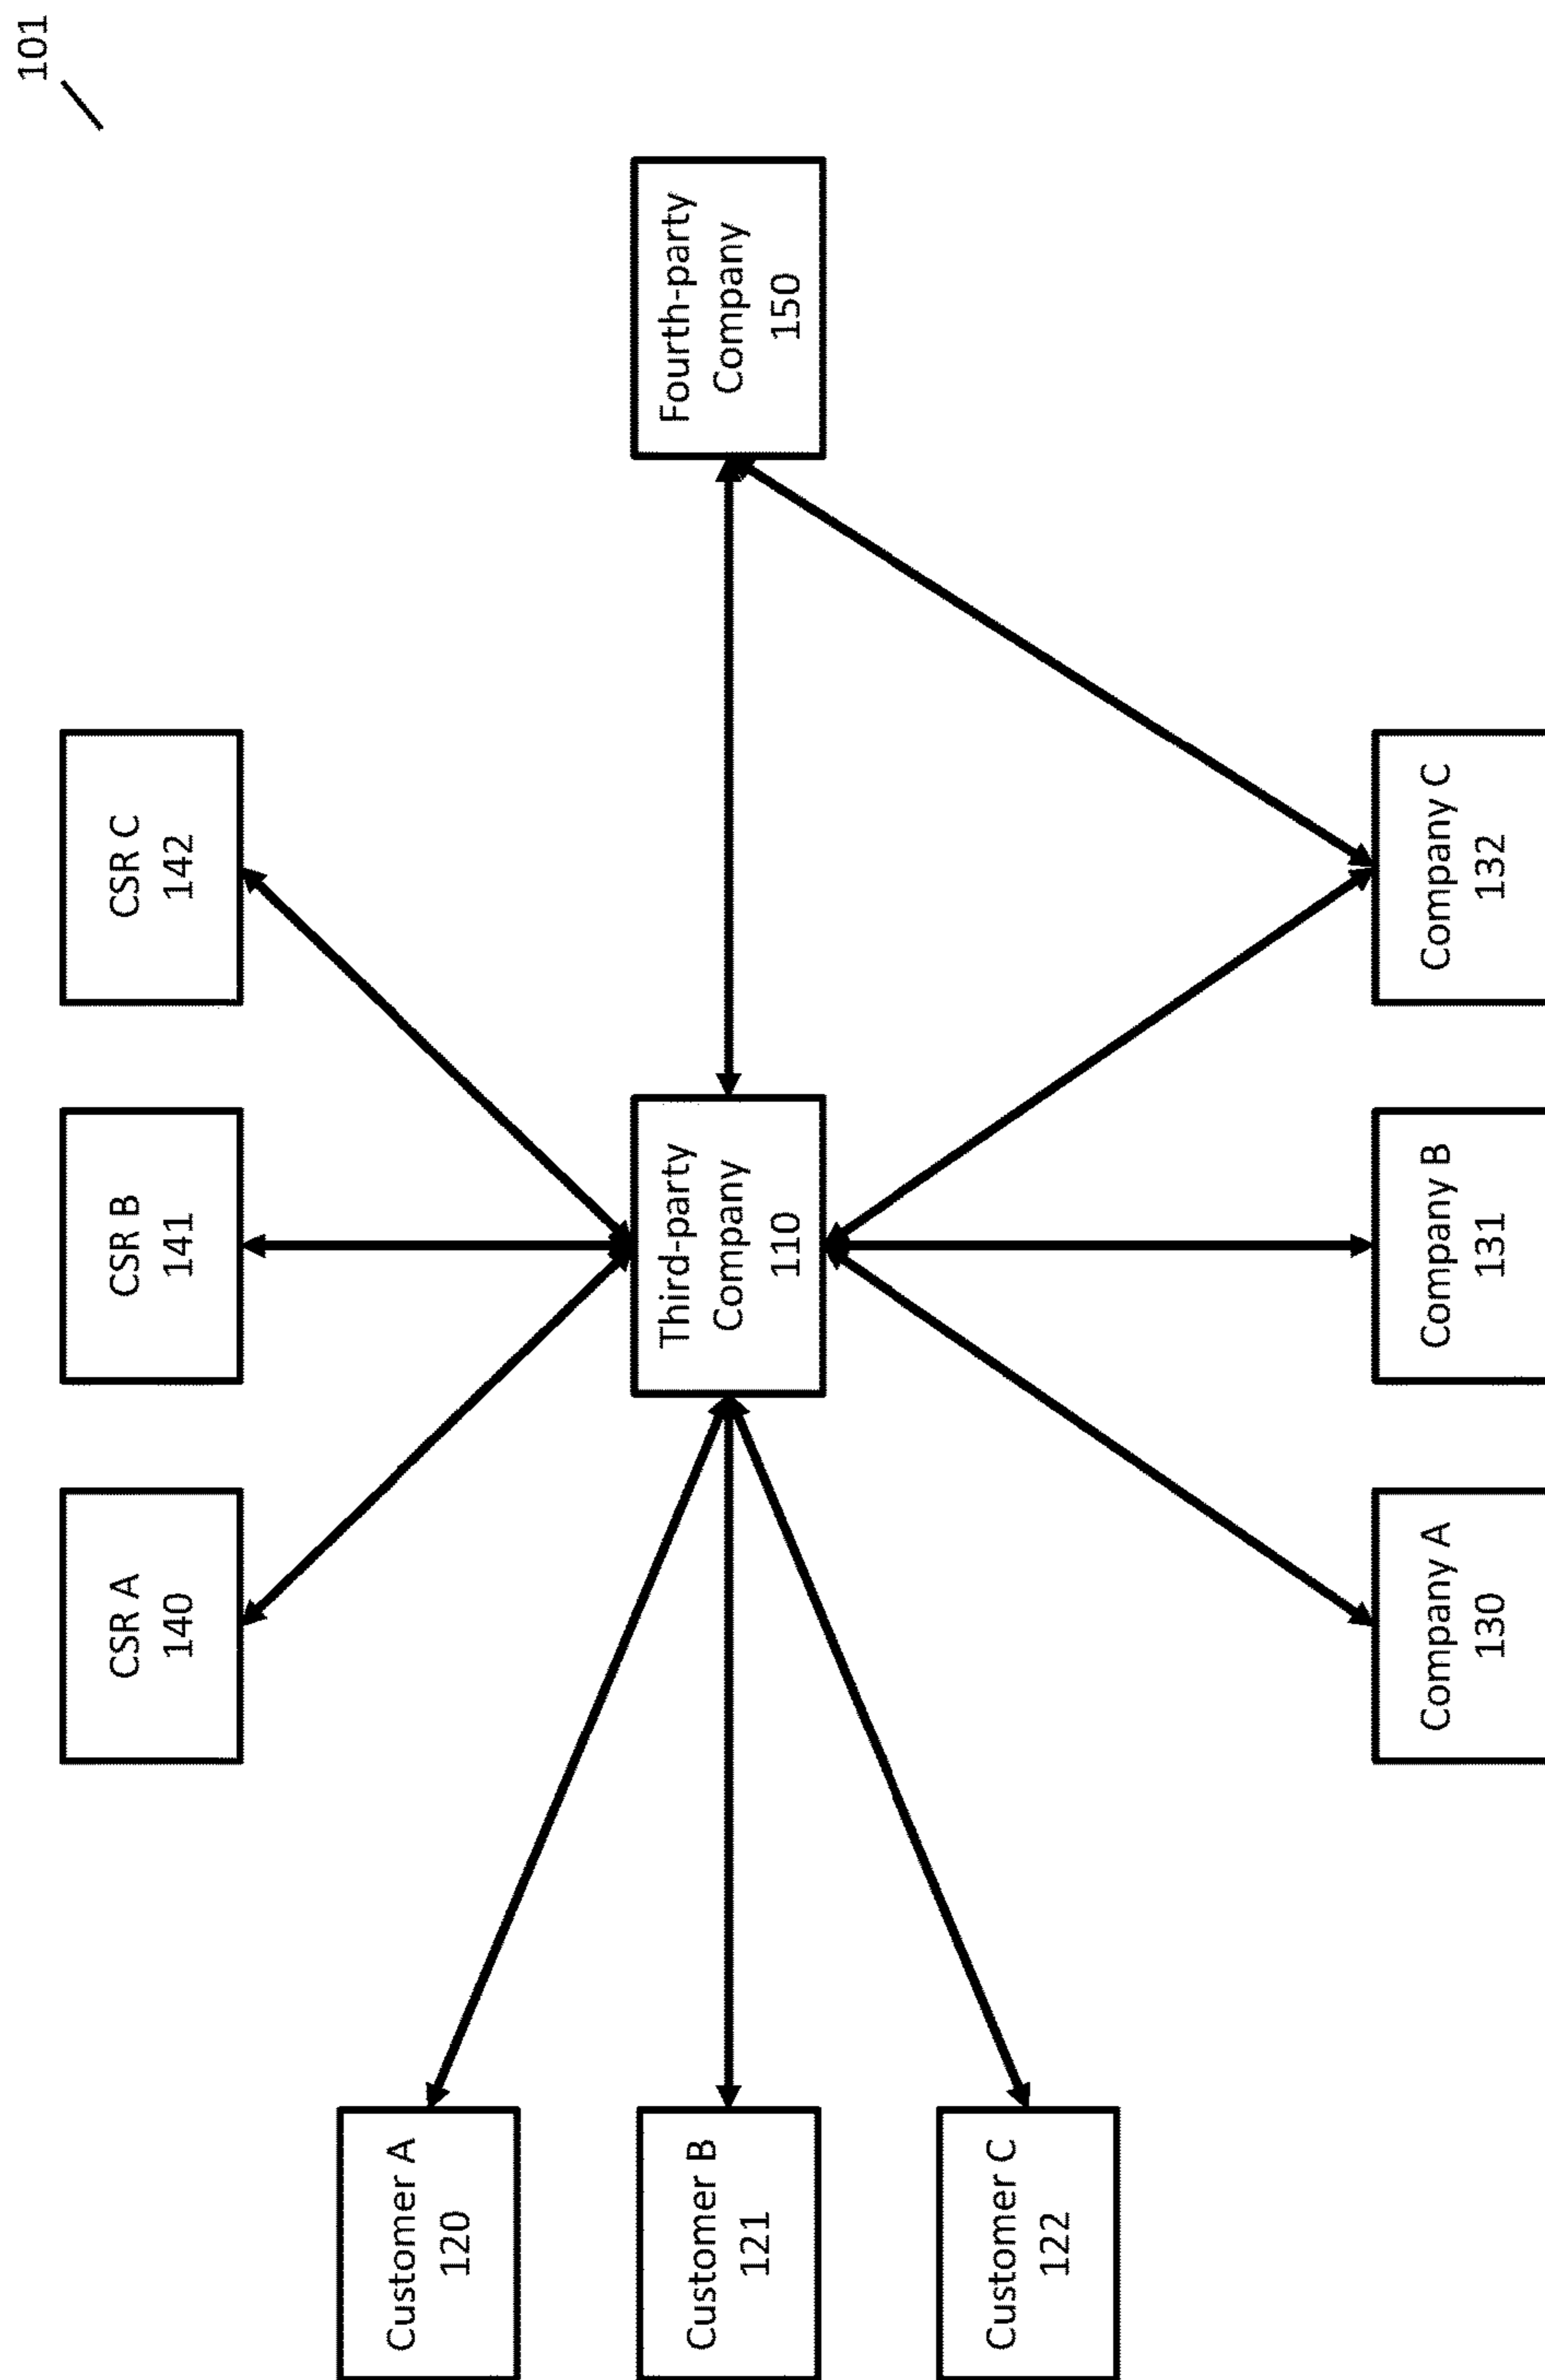 101
CSR A
140
CSR B
141
CSR C
142
Customer A
120
Customer B
121
Customer C
122
Third-party
Company
110
Fourth-party
Company
150
Company A
130
Company B
131
Company C
132